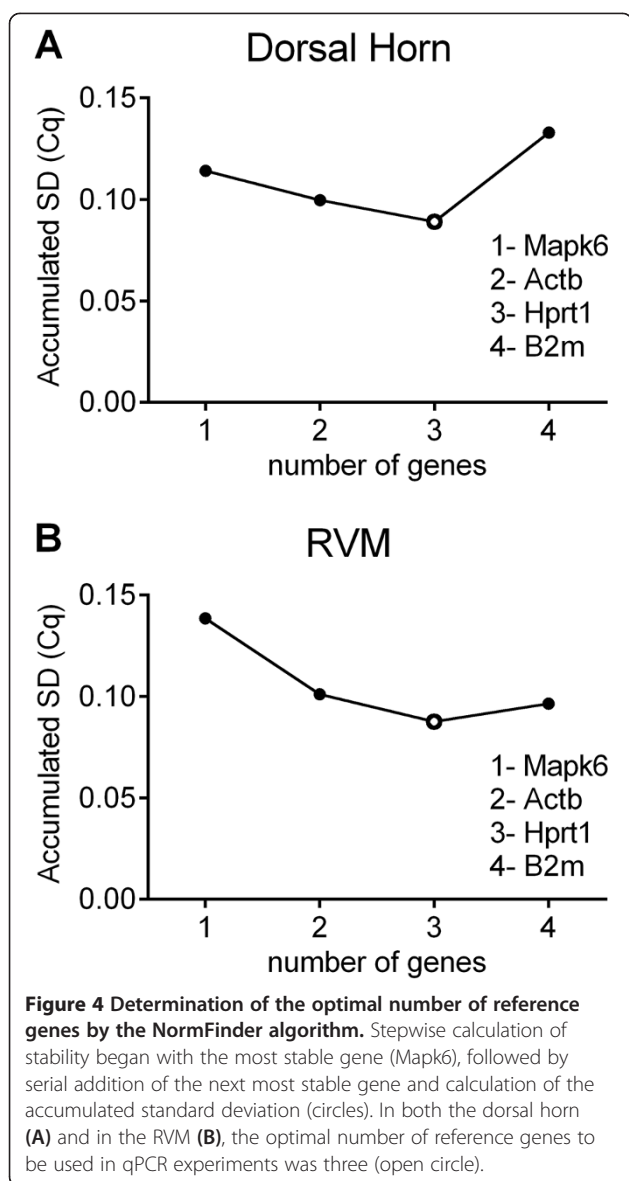 A
Dorsal Horn
0.15
0.10
0.05
0.00
Accumulated SD (Cq)
1- Mapk6
2- Actb
3- Hprt1
4- B2m
1 2 3 4
number of genes
B
RVM
0.15
0.10
0.05
0.00
Accumulated SD (Cq)
1- Mapk6
2- Actb
3- Hprt1
4- B2m
1 2 3 4
number of genes
Figure 4 Determination of the optimal number of reference
genes by the NormFinder algorithm. Stepwise calculation of
stability began with the most stable gene (Mapk6), followed by
serial addition of the next most stable gene and calculation of the
accumulated standard deviation (circles). In both the dorsal horn
(A) and in the RVM (B), the optimal number of reference genes to
be used in qPCR experiments was three (open circle).